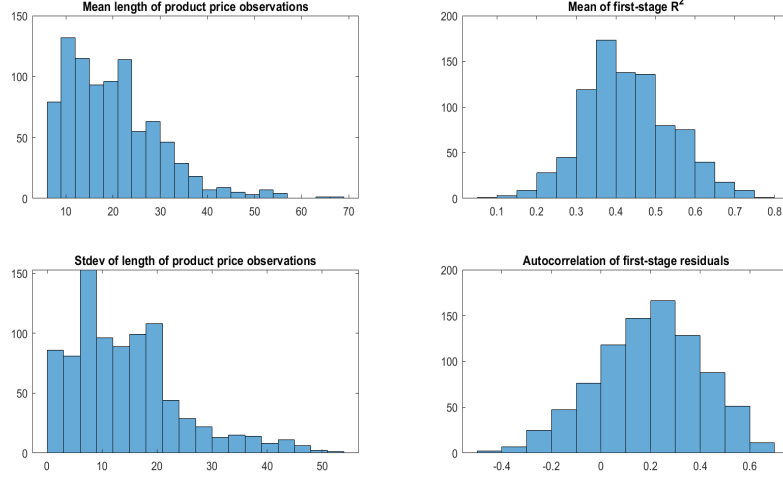 Mean length of product price observations
150
100
50
0
10 20 30 40 50 60 70
Mean of first-stage R²
200
150
100
50
0
0.1 0.2 0.3 0.4 0.5 0.6 0.7 0.8
Stdev of length of product price observations
150
100
50
0
0 10 20 30 40 50
Autocorrelation of first-stage residuals
200
150
100
50
0
-0.4 -0.2 0 0.2 0.4 0.6